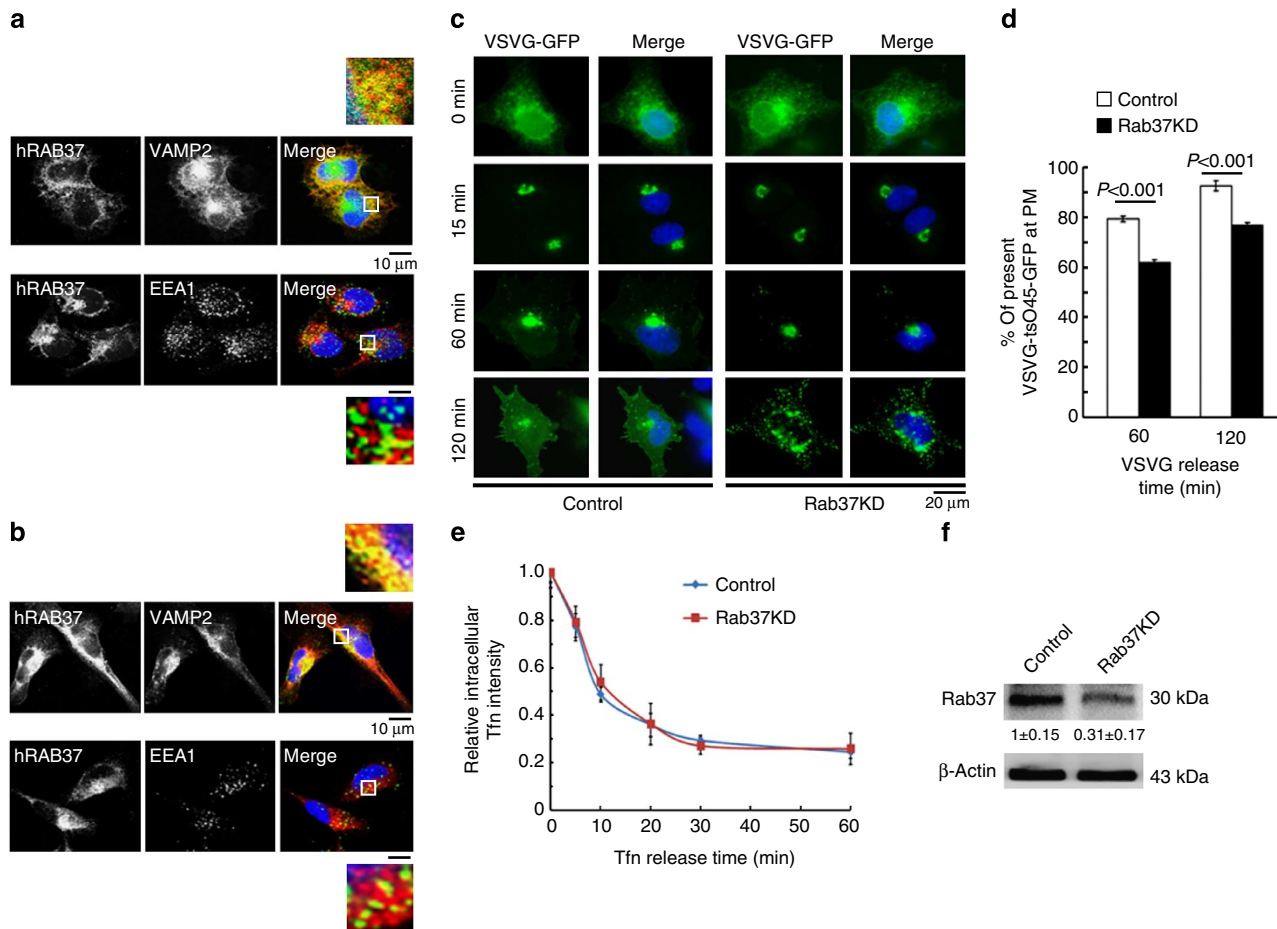 a
hRAB37 VAMP2 Merge
10 μm
hRAB37 EEA1 Merge
b
hRAB37 VAMP2 Merge
10 μm
hRAB37 EEA1 Merge
c
VSVG-GFP Merge VSVG-GFP Merge
0 min
15 min
60 min
120 min
Control Rab37KD
20 μm
d
Control
Rab37KD
% Of present
VSVG-tsO45-GFP at PM
100
80
60
40
20
0
P<0.001
P<0.001
60 120
VSVG release
time (min)
e
Relative intracellular
Tfn intensity
1.0
0.8
0.6
0.4
0.2
0
Control
Rab37KD
0 10 20 30 40 50 60
Tfn release time (min)
f
Control Rab37KD
Rab37 30 kDa
1±0.15 0.31±0.17
β-Actin 43 kDa